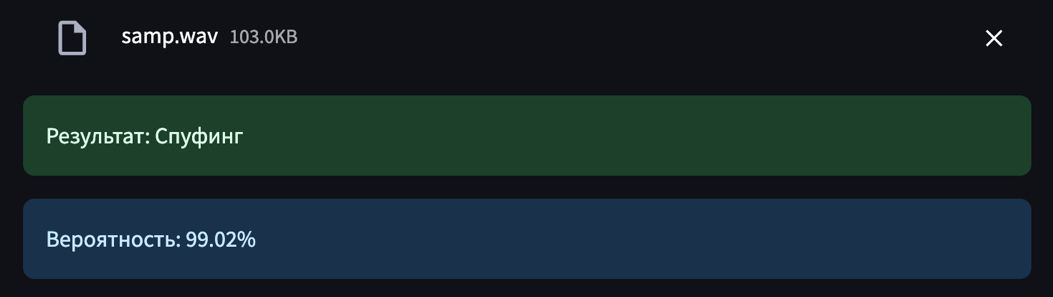 samp.wav 103.0KB
Результат: Спуфинг
Вероятность: 99.02%